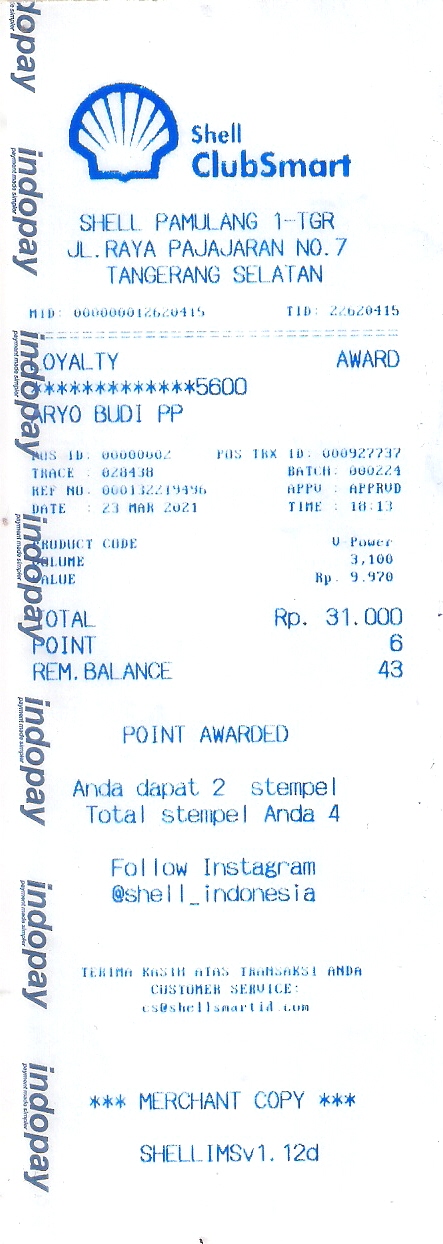 Shell
ClubSmart
SHELL PAMULANG 1-TGR
JL.RAYA PAJAJARAN NO.7
TANGERANG SELATAN
MID: 000000012620415 TID: 22620415
LOYALTY AWARD
************5600
ARYO BUDI PP
POS ID: 00000002 POS TRX ID: 000927737
TRACE : 028438 BATCH: 000224
REF NO: 000132219496 APPV : APPRVD
DATE : 23 MAR 2021 TIME : 18:13
PRODUCT CODE V-Power
VOLUME 3,100
VALUE Rp. 9.970
TOTAL Rp. 31.000
POINT 6
REM.BALANCE 43
POINT AWARDED
Anda dapat 2 stempel
Total stempel Anda 4
Follow Instagram
@shell_indonesia
TERIMA KASIH ATAS TRANSAKSI ANDA
CUSTOMER SERVICE:
cs@shellsmartid.com
*** MERCHANT COPY ***
SHELLIMSv1.12d
indopay
payment made simpler
indopay
payment made simpler
indopay
payment made simpler
indopay
payment made simpler
indopay
payment made simpler
indopay
payment made simpler